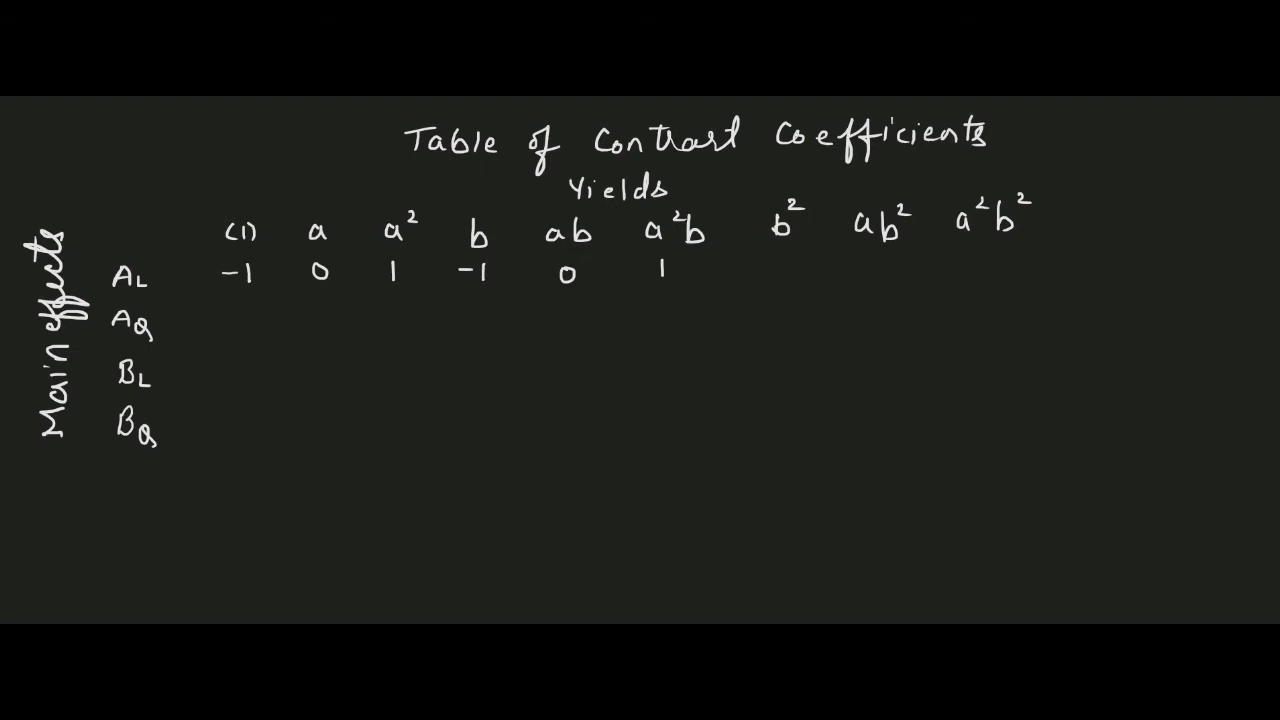 Table of Contrast Coefficients
Yields
(1) a a² b ab a²b b² ab² a²b²
Main effects
A_L -1 0 1 -1 0 1
A_Q
B_L
B_Q